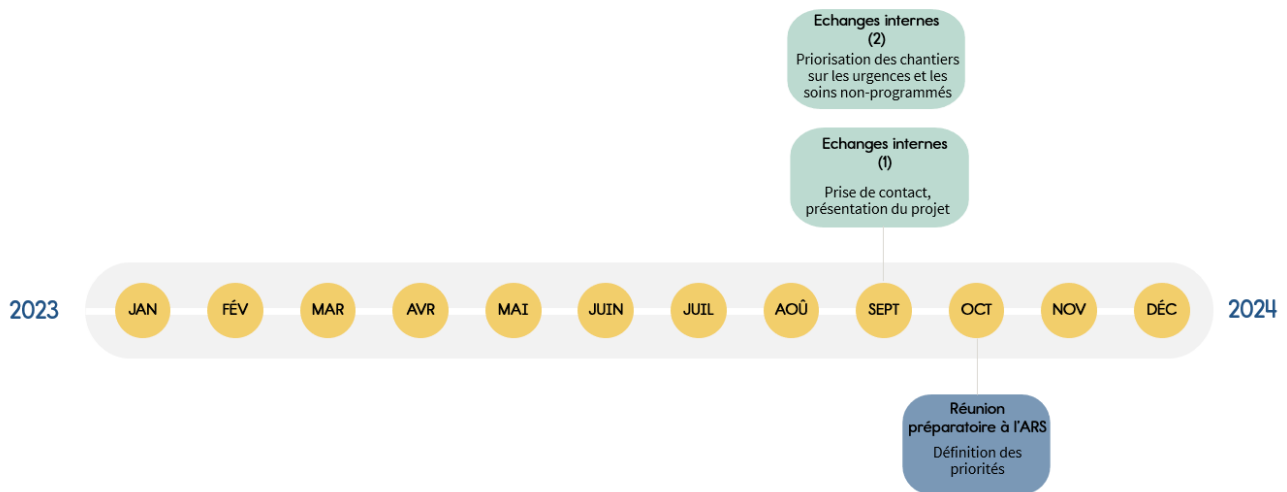 Echanges internes
(2)
Priorisation des chantiers
sur les urgences et les
soins non-programmés
Echanges internes
(1)
Prise de contact,
présentation du projet
2023
JAN
FÉV
MAR
AVR
MAI
JUIN
JUIL
AOÛ
SEPT
OCT
NOV
DÉC
2024
Réunion
préparatoire à l'ARS
Définition des
priorités